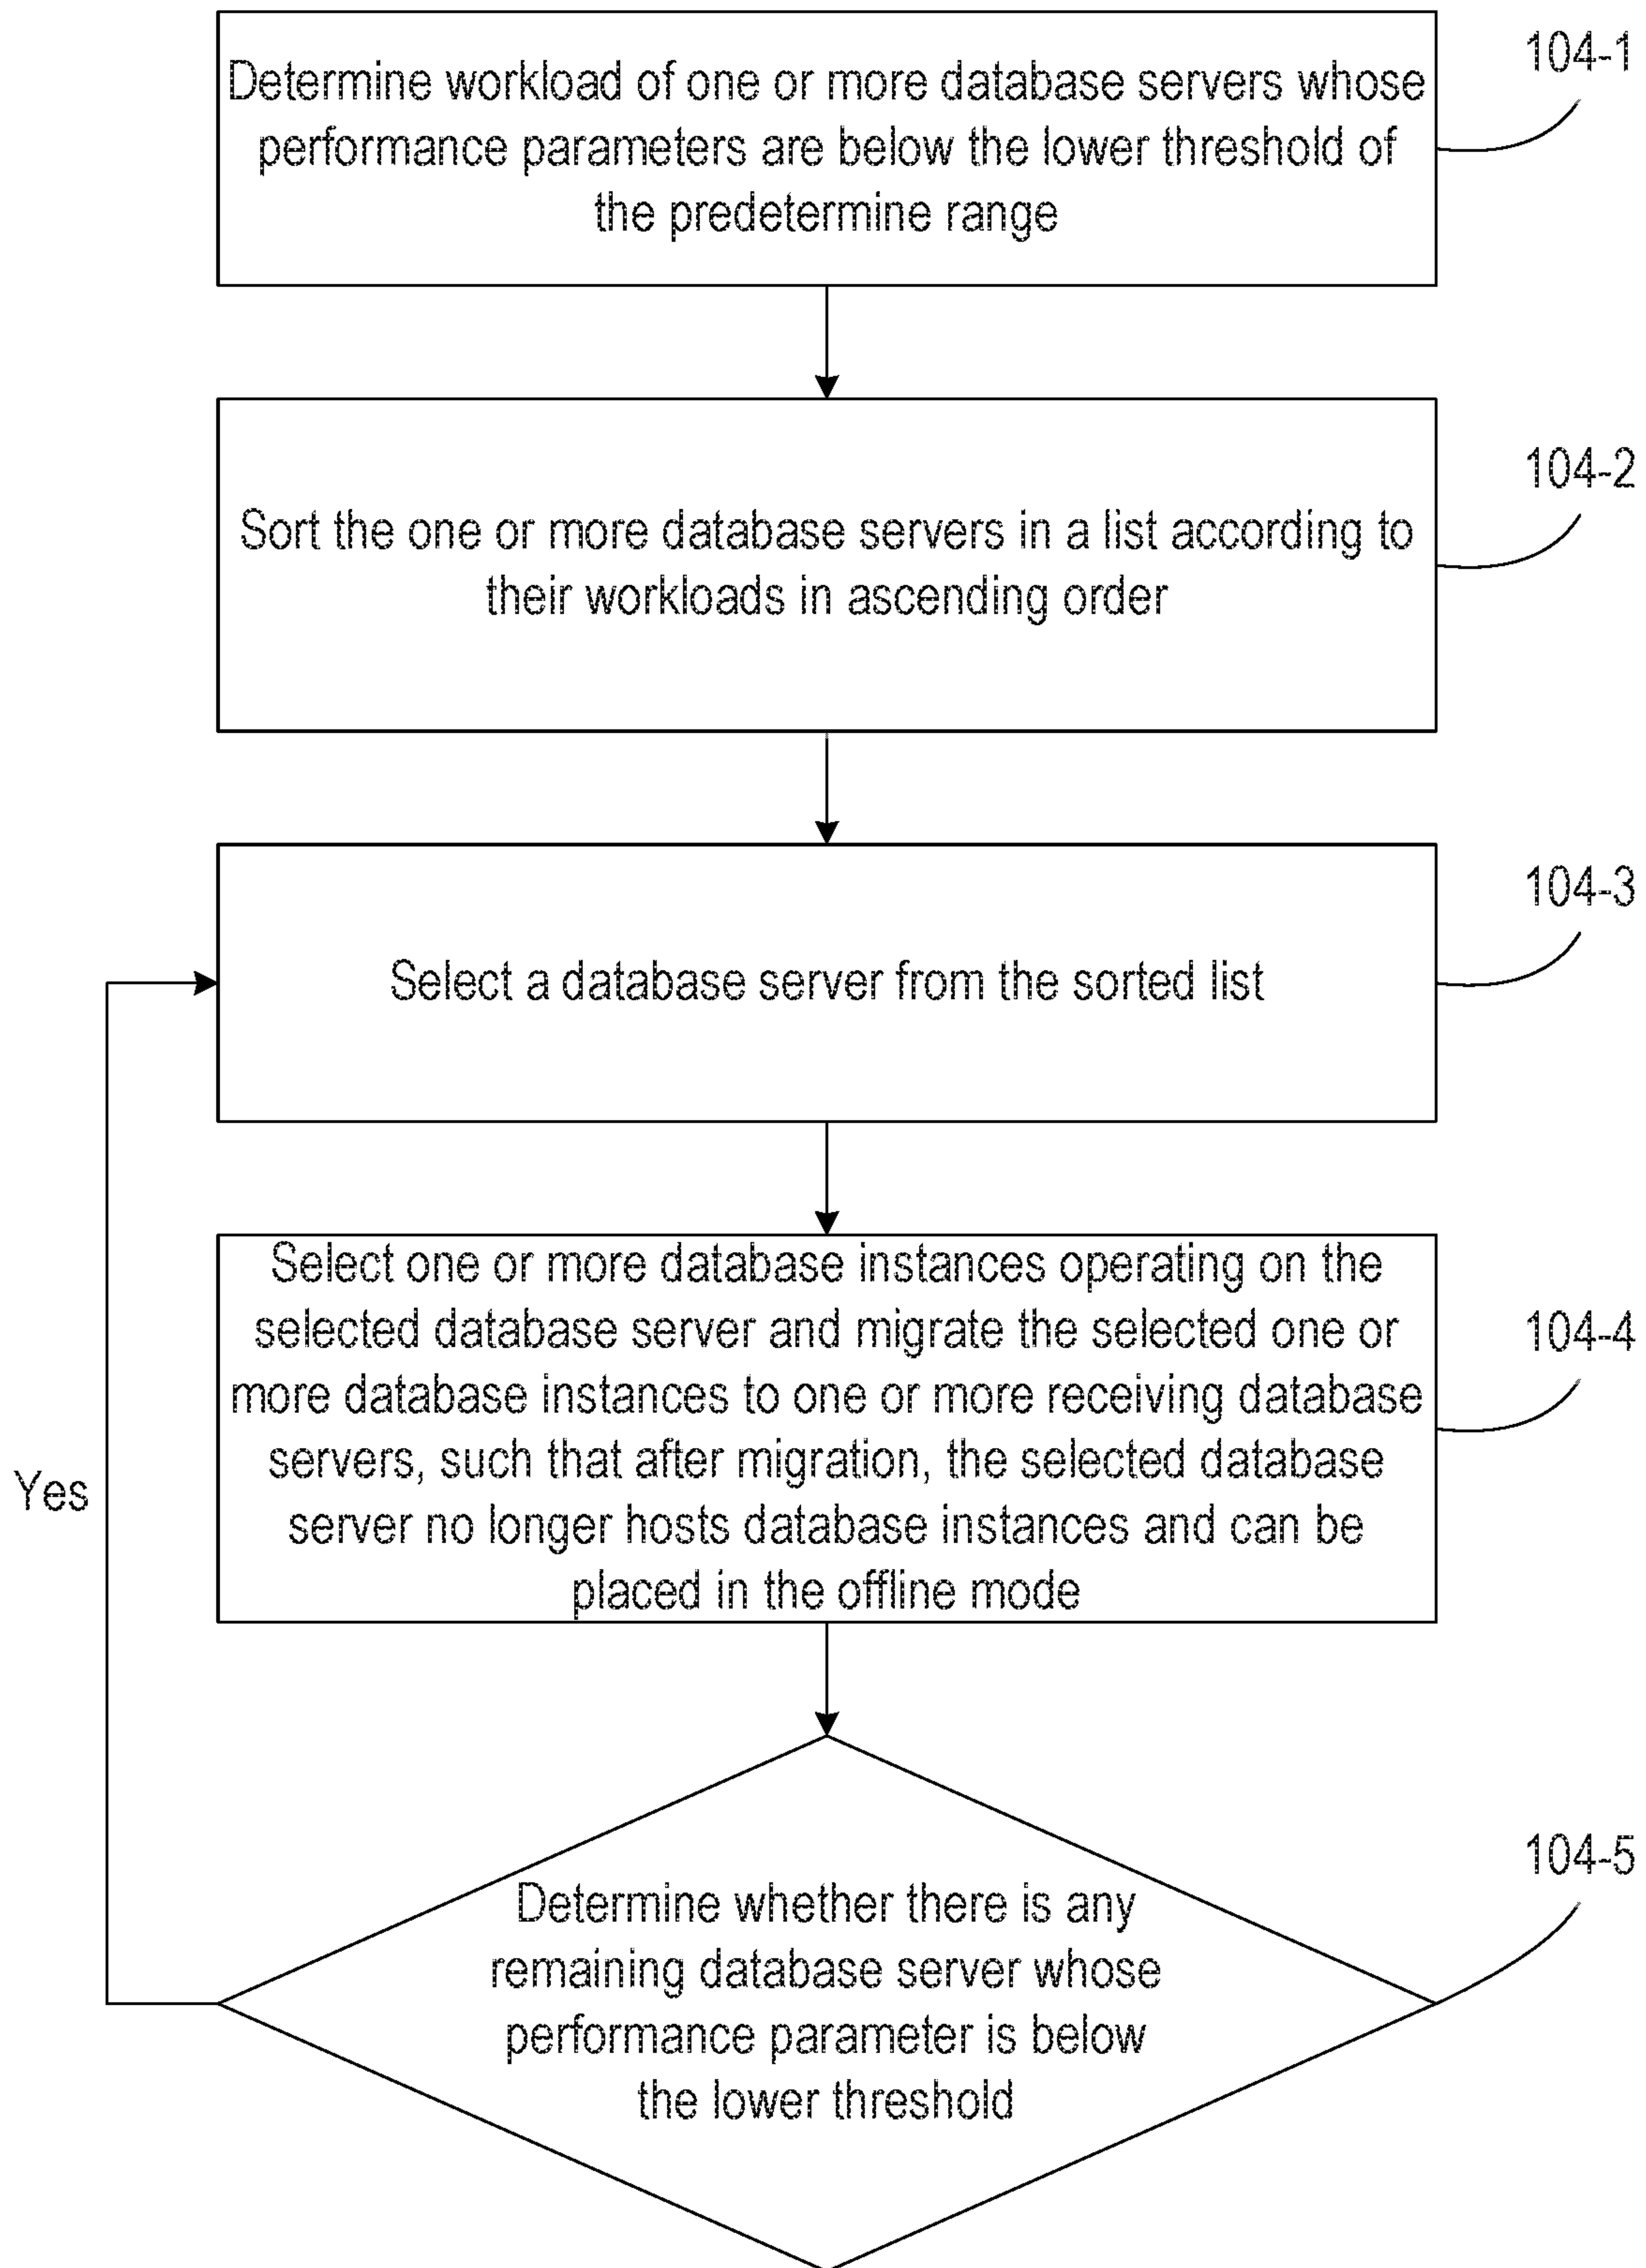 Determine workload of one or more database servers whose
performance parameters are below the lower threshold of
the predetermine range
104-1
Sort the one or more database servers in a list according to
their workloads in ascending order
104-2
Select a database server from the sorted list
104-3
Select one or more database instances operating on the
selected database server and migrate the selected one or
more database instances to one or more receiving database
servers, such that after migration, the selected database
server no longer hosts database instances and can be
placed in the offline mode
104-4
Yes
Determine whether there is any
remaining database server whose
performance parameter is below
the lower threshold
104-5